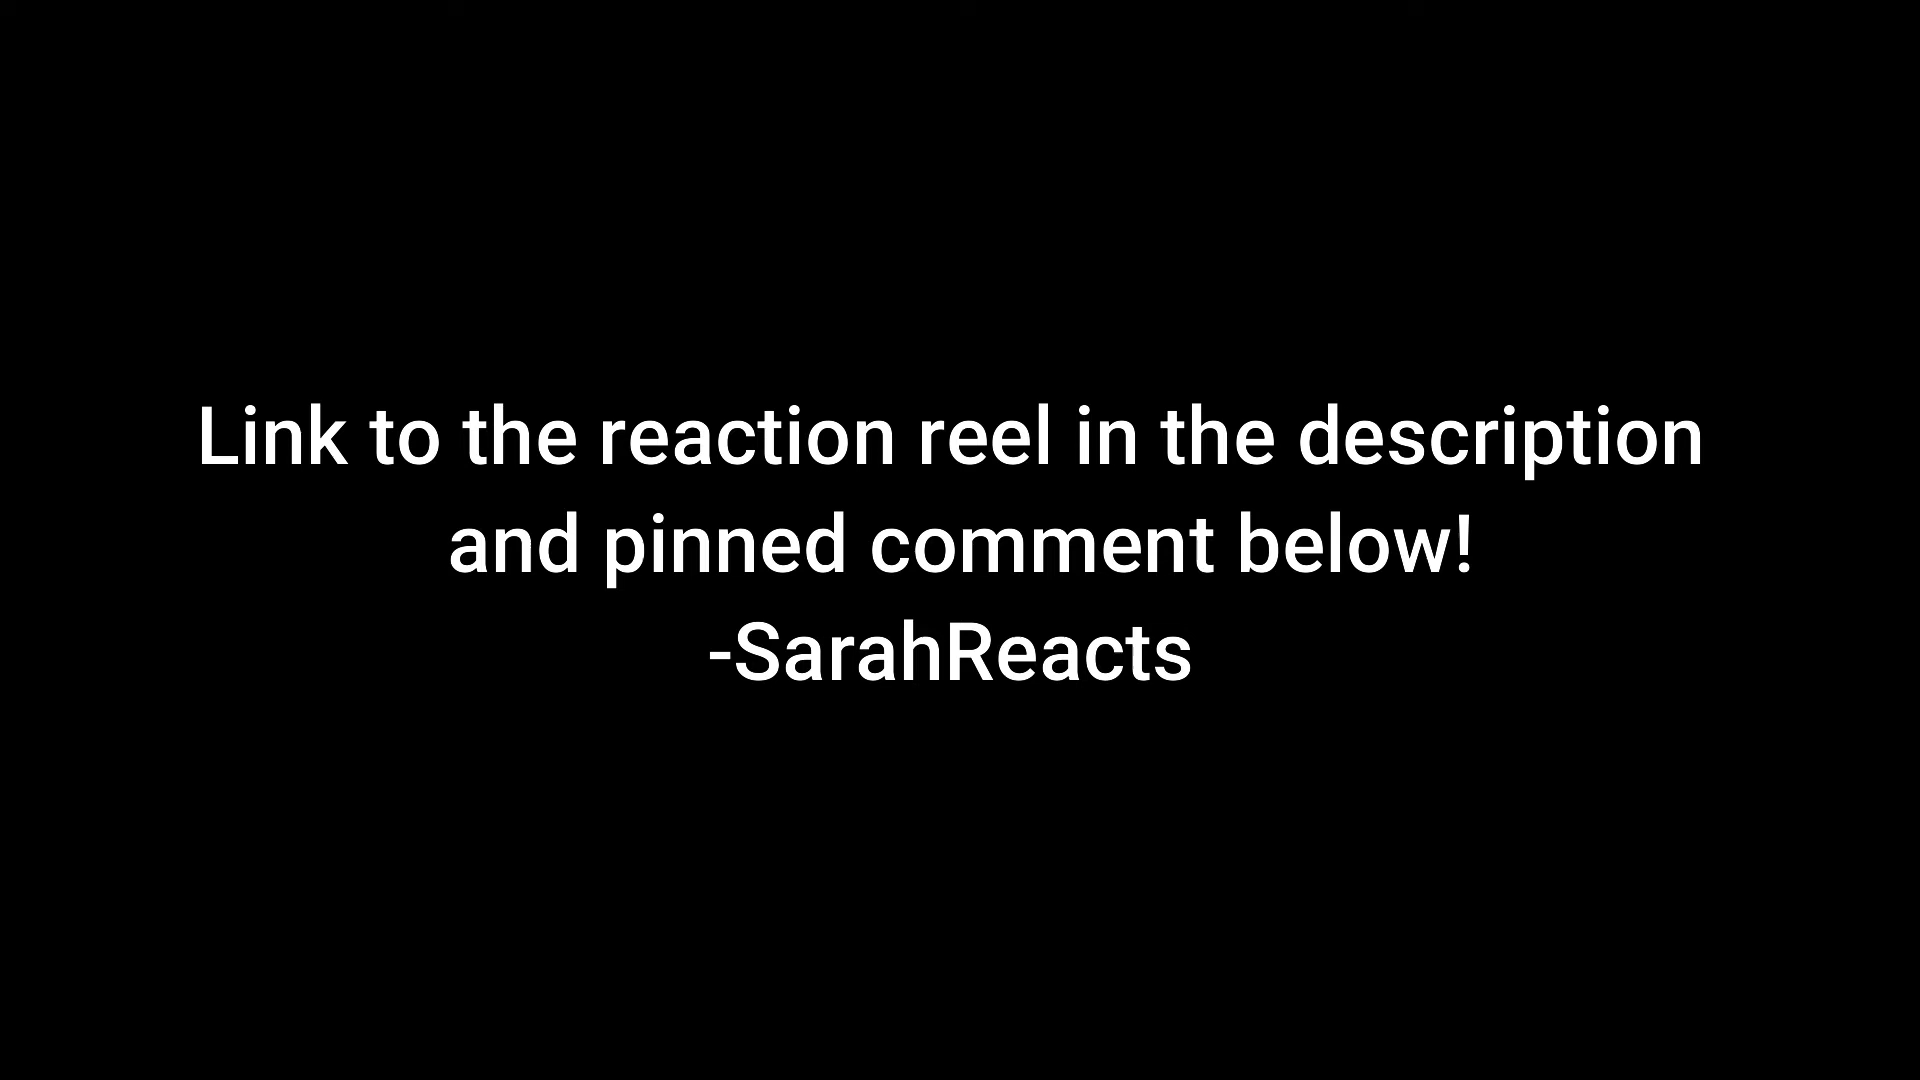 Link to the reaction reel in the description
and pinned comment below!
-SarahReacts